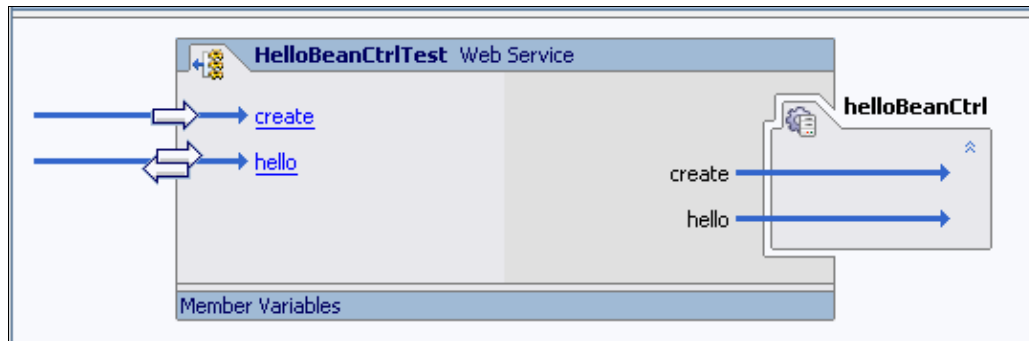 HelloBeanCtrlTest Web Service
helloBeanCtrl
create
hello
create
hello
Member Variables